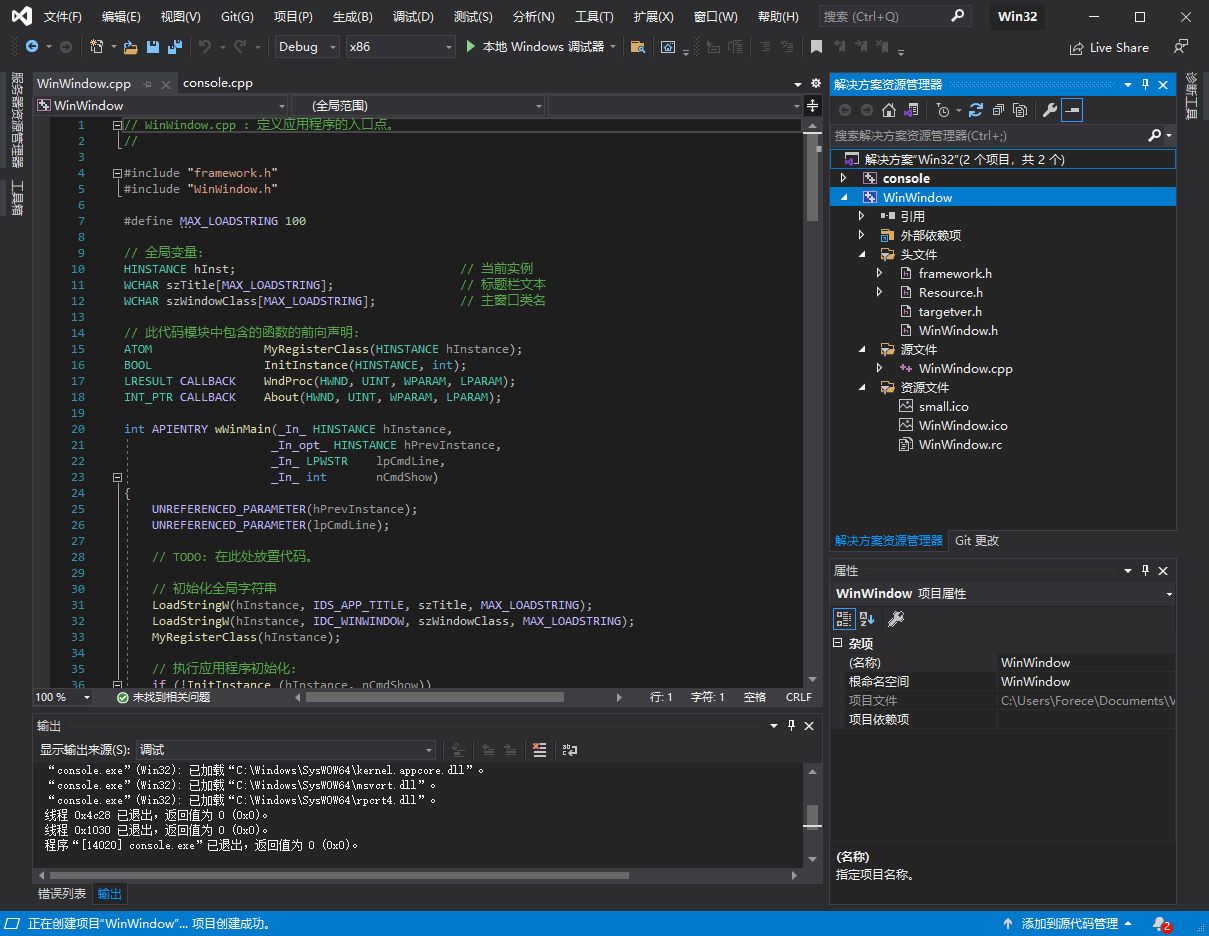 文件(F) 编辑(E) 视图(V) Git(G) 项目(P) 生成(B) 调试(D) 测试(S) 分析(N) 工具(T) 扩展(X) 窗口(W) 帮助(H) 搜索 (Ctrl+Q) Win32
Debug x86 本地 Windows 调试器 Live Share
服务器资源管理器
工具箱
WinWindow.cpp console.cpp
WinWindow (全局范围)
1 // WinWindow.cpp : 定义应用程序的入口点。
2 //
3
4 #include "framework.h"
5 #include "WinWindow.h"
6
7 #define MAX_LOADSTRING 100
8
9 // 全局变量:
10 HINSTANCE hInst; // 当前实例
11 WCHAR szTitle[MAX_LOADSTRING]; // 标题栏文本
12 WCHAR szWindowClass[MAX_LOADSTRING]; // 主窗口类名
13
14 // 此代码模块中包含的函数的前向声明:
15 ATOM MyRegisterClass(HINSTANCE hInstance);
16 BOOL InitInstance(HINSTANCE, int);
17 LRESULT CALLBACK WndProc(HWND, UINT, WPARAM, LPARAM);
18 INT_PTR CALLBACK About(HWND, UINT, WPARAM, LPARAM);
19
20 int APIENTRY wWinMain(_In_ HINSTANCE hInstance,
21 _In_opt_ HINSTANCE hPrevInstance,
22 _In_ LPWSTR lpCmdLine,
23 _In_ int nCmdShow)
24 {
25 UNREFERENCED_PARAMETER(hPrevInstance);
26 UNREFERENCED_PARAMETER(lpCmdLine);
27
28 // TODO: 在此处放置代码。
29
30 // 初始化全局字符串
31 LoadStringW(hInstance, IDS_APP_TITLE, szTitle, MAX_LOADSTRING);
32 LoadStringW(hInstance, IDC_WINWINDOW, szWindowClass, MAX_LOADSTRING);
33 MyRegisterClass(hInstance);
34
35 // 执行应用程序初始化:
36 if (!InitInstance (hInstance, nCmdShow))
100 % 未找到相关问题 行: 1 字符: 1 空格 CRLF
输出
显示输出来源(S): 调试
“console.exe”(Win32): 已加载“C:\Windows\SysWOW64\kernel.appcore.dll”。
“console.exe”(Win32): 已加载“C:\Windows\SysWOW64\msvcrt.dll”。
“console.exe”(Win32): 已加载“C:\Windows\SysWOW64\rpcrt4.dll”。
线程 0x4c28 已退出，返回值为 0 (0x0)。
线程 0x1030 已退出，返回值为 0 (0x0)。
程序“[14020] console.exe”已退出，返回值为 0 (0x0)。
错误列表 输出
解决方案资源管理器
搜索解决方案资源管理器(Ctrl+;)
解决方案“Win32”(2 个项目，共 2 个)
console
WinWindow
引用
外部依赖项
头文件
framework.h
Resource.h
targetver.h
WinWindow.h
源文件
WinWindow.cpp
资源文件
small.ico
WinWindow.ico
WinWindow.rc
解决方案资源管理器 Git 更改
属性
WinWindow 项目属性
杂项
(名称) WinWindow
根命名空间 WinWindow
项目文件 C:\Users\Forece\Documents\V
项目依赖项
(名称)
指定项目名称。
诊断工具
正在创建项目“WinWindow”... 项目创建成功。 添加到源代码管理 2